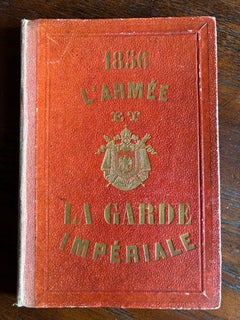 1856
L'ARMÉE
ET
LA GARDE
IMPÉRIALE